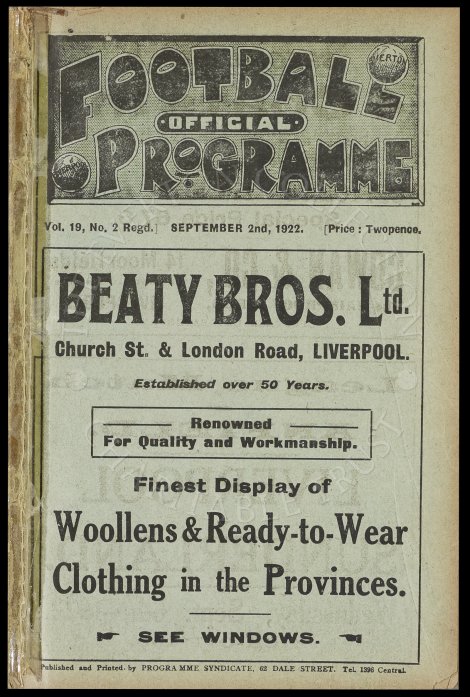 FOOTBALL
EVERTON
OFFICIAL
PROGRAMME
Vol. 19, No. 2 Regd.] SEPTEMBER 2nd, 1922. [Price : Twopence.
BEATY BROS. Ltd.
Church St. & London Road, LIVERPOOL.
Established over 50 Years.
Renowned
For Quality and Workmanship.
Finest Display of
Woollens & Ready-to-Wear
Clothing in the Provinces.
SEE WINDOWS.
Published and Printed by PROGRAMME SYNDICATE, 62 DALE STREET. Tel. 1396 Central.